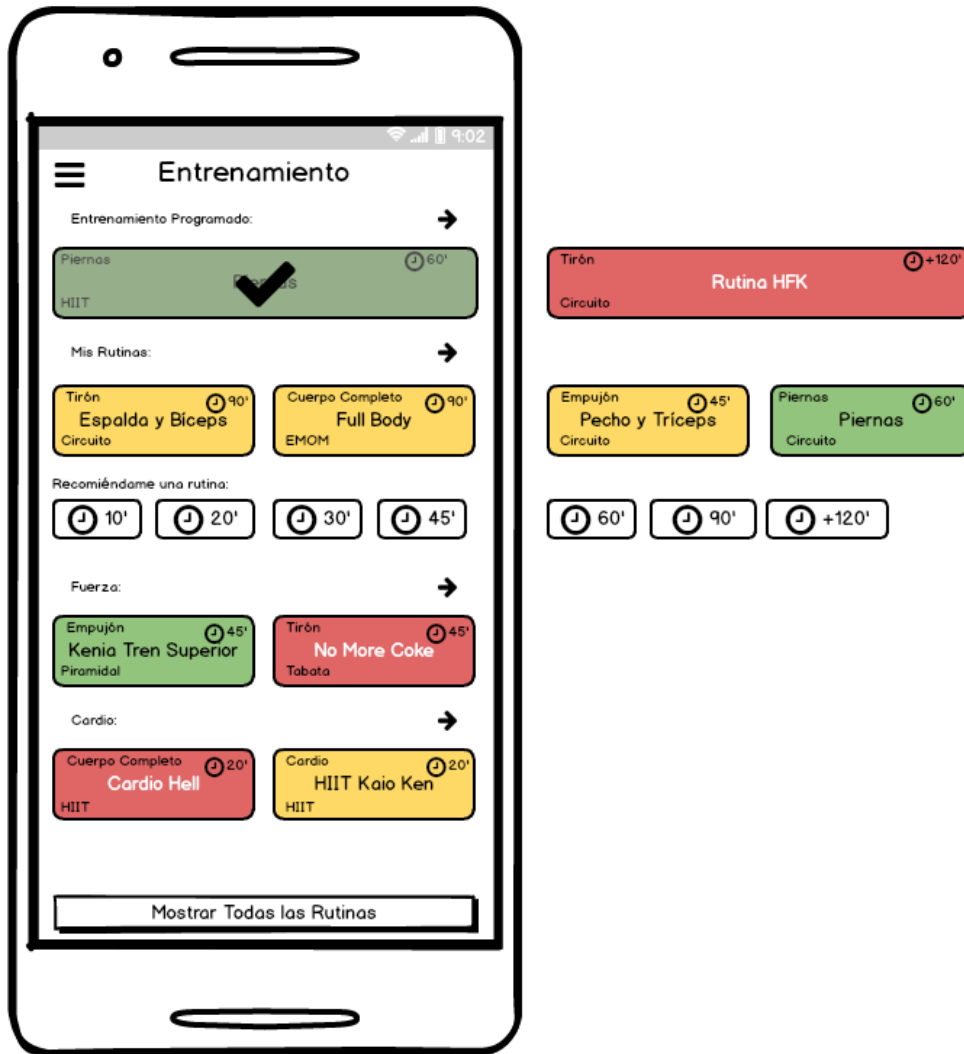 9:02
Entrenamiento
Entrenamiento Programado:
Piernas 60'
Piernas
HIIT
Tirón +120'
Rutina HFK
Circuito
Mis Rutinas:
Tirón 90'
Espalda y Bíceps
Circuito
Cuerpo Completo 90'
Full Body
EMOM
Empujón 45'
Pecho y Tríceps
Circuito
Piernas 60'
Piernas
Circuito
Recomiéndame una rutina:
10' 20' 30' 45' 60' 90' +120'
Fuerza:
Empujón 45'
Kenia Tren Superior
Piramidal
Tirón 45'
No More Coke
Tabata
Cardio:
Cuerpo Completo 20'
Cardio Hell
HIIT
Cardio 20'
HIIT Kaio Ken
HIIT
Mostrar Todas las Rutinas